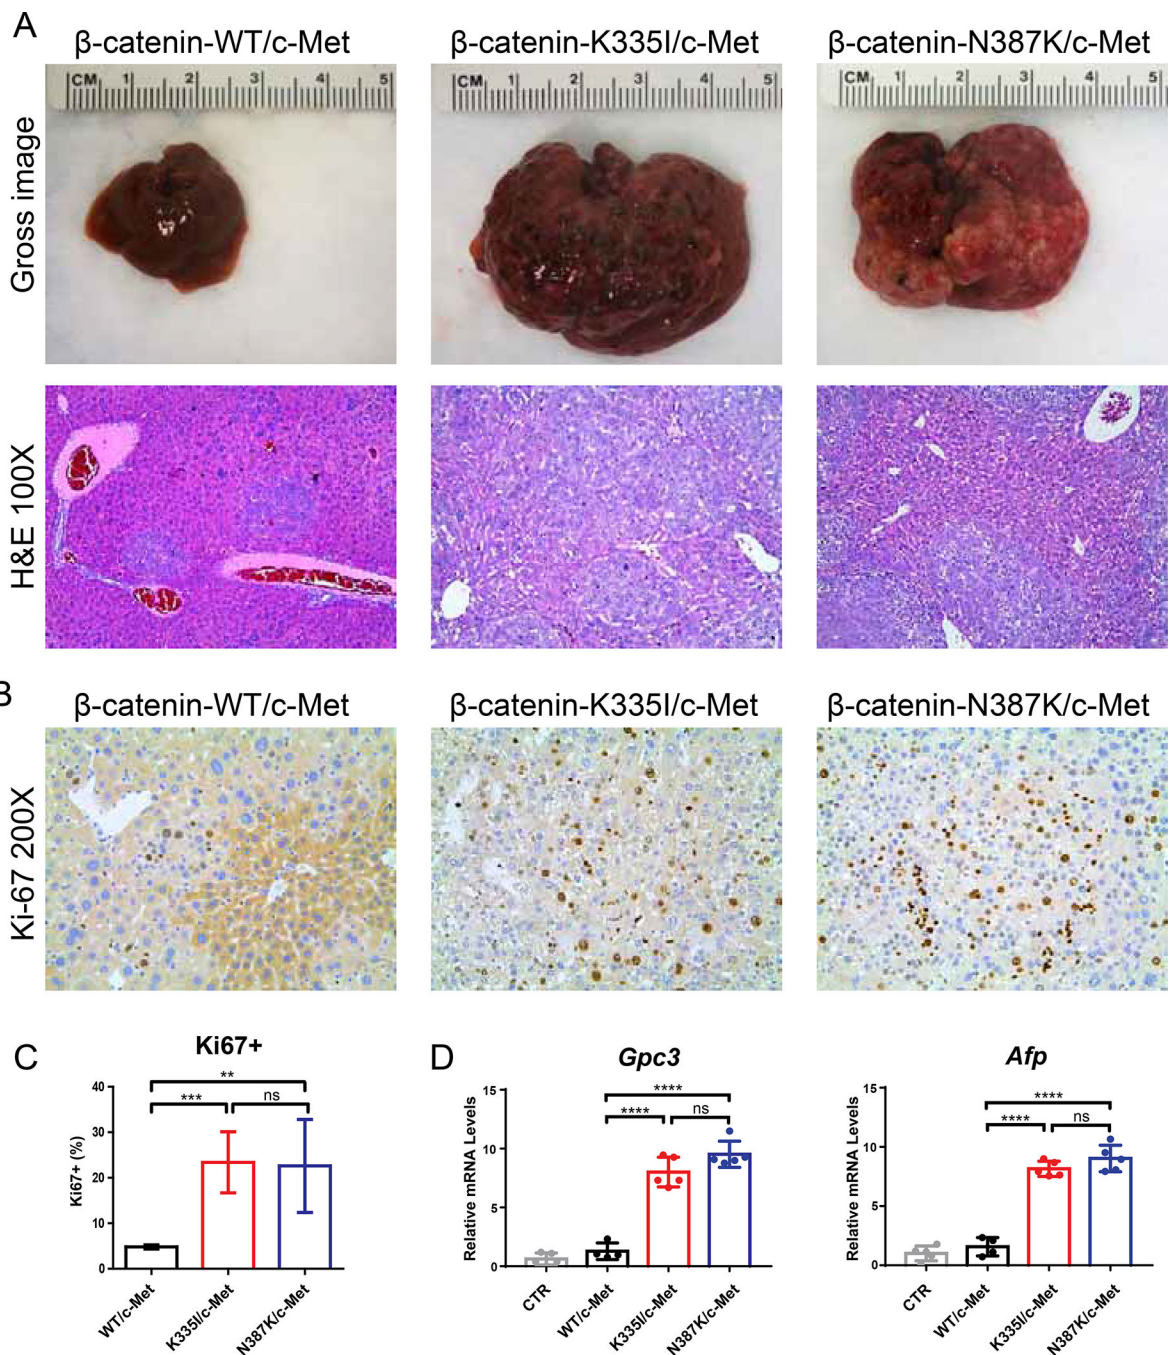 A
β-catenin-WT/c-Met
β-catenin-K335I/c-Met
β-catenin-N387K/c-Met
Gross image
CM 1 2 3 4 5
CM 1 2 3 4 5
CM 1 2 3 4 5
H&E 100X
B
β-catenin-WT/c-Met
β-catenin-K335I/c-Met
β-catenin-N387K/c-Met
Ki-67 200X
C
Ki67+
**
***
ns
Ki67+ (%)
40
30
20
10
0
WT/c-Met
K335I/c-Met
N387K/c-Met
D
Gpc3
****
****
ns
Relative mRNA Levels
15
10
5
0
CTR
WT/c-Met
K335I/c-Met
N387K/c-Met
Afp
****
****
ns
Relative mRNA Levels
15
10
5
0
CTR
WT/c-Met
K335I/c-Met
N387K/c-Met